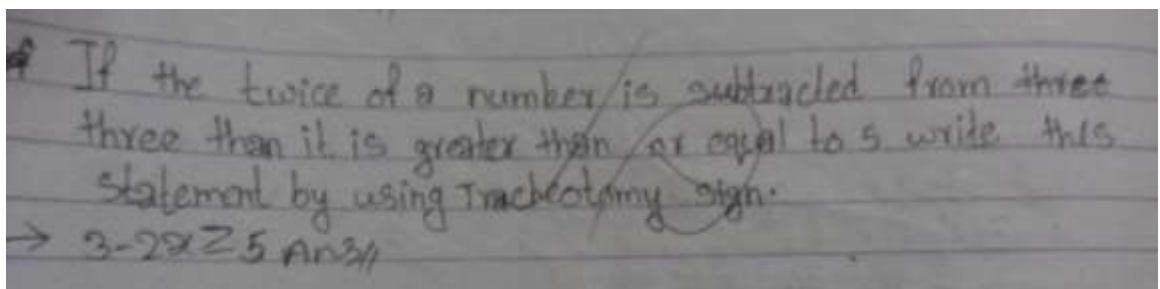 If the twice of a number is subtracted from three
three than it is greater than or equal to 5 write this
statement by using Tracheotomy sign.
→ 3-2x≥5 Ans//